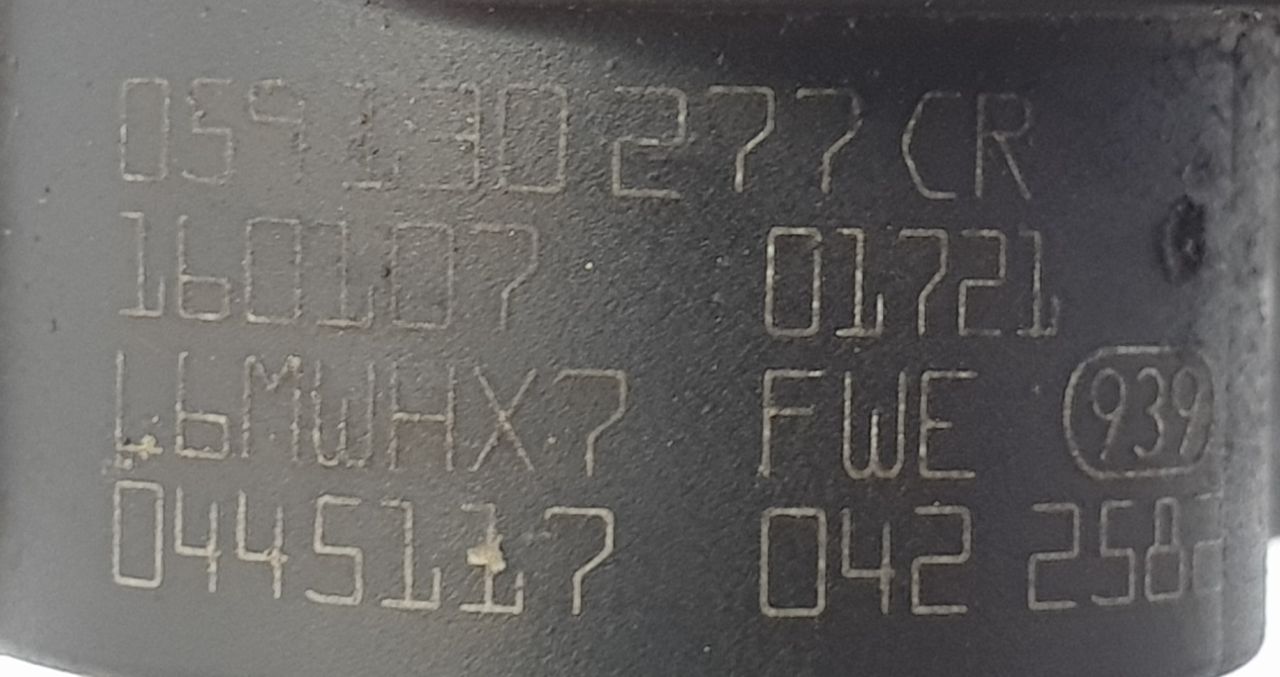 059 130 277 CR
160107 01721
L6MWHX7 FWE 939
0445117 042